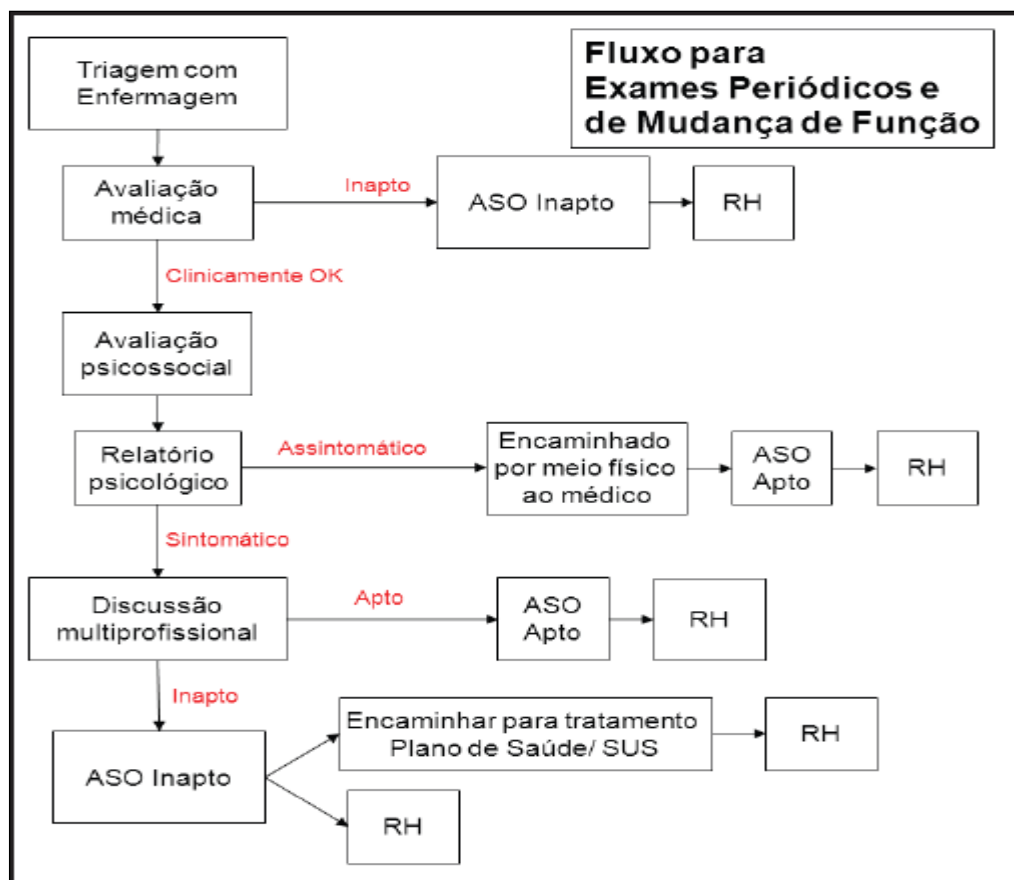 Fluxo para
Exames Periódicos e
de Mudança de Função
Triagem com
Enfermagem
Avaliação
médica
Inapto
ASO Inapto
RH
Clinicamente OK
Avaliação
psicossocial
Relatório
psicológico
Assintomático
Encaminhado
por meio físico
ao médico
ASO
Apto
RH
Sintomático
Discussão
multiprofissional
Apto
ASO
Apto
RH
Inapto
ASO Inapto
Encaminhar para tratamento
Plano de Saúde/ SUS
RH
RH